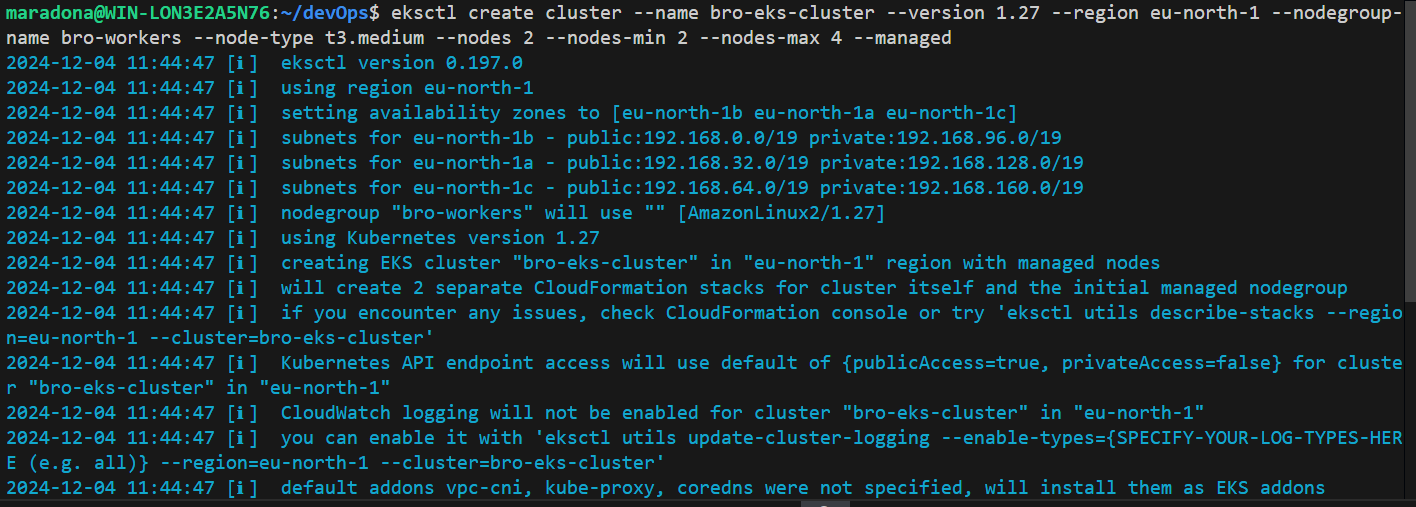 maradona@WIN-LON3E2A5N76:~/devOps$ eksctl create cluster --name bro-eks-cluster --version 1.27 --region eu-north-1 --nodegroup-
name bro-workers --node-type t3.medium --nodes 2 --nodes-min 2 --nodes-max 4 --managed
2024-12-04 11:44:47 [ℹ]  eksctl version 0.197.0
2024-12-04 11:44:47 [ℹ]  using region eu-north-1
2024-12-04 11:44:47 [ℹ]  setting availability zones to [eu-north-1b eu-north-1a eu-north-1c]
2024-12-04 11:44:47 [ℹ]  subnets for eu-north-1b - public:192.168.0.0/19 private:192.168.96.0/19
2024-12-04 11:44:47 [ℹ]  subnets for eu-north-1a - public:192.168.32.0/19 private:192.168.128.0/19
2024-12-04 11:44:47 [ℹ]  subnets for eu-north-1c - public:192.168.64.0/19 private:192.168.160.0/19
2024-12-04 11:44:47 [ℹ]  nodegroup "bro-workers" will use "" [AmazonLinux2/1.27]
2024-12-04 11:44:47 [ℹ]  using Kubernetes version 1.27
2024-12-04 11:44:47 [ℹ]  creating EKS cluster "bro-eks-cluster" in "eu-north-1" region with managed nodes
2024-12-04 11:44:47 [ℹ]  will create 2 separate CloudFormation stacks for cluster itself and the initial managed nodegroup
2024-12-04 11:44:47 [ℹ]  if you encounter any issues, check CloudFormation console or try 'eksctl utils describe-stacks --regio
n=eu-north-1 --cluster=bro-eks-cluster'
2024-12-04 11:44:47 [ℹ]  Kubernetes API endpoint access will use default of {publicAccess=true, privateAccess=false} for cluste
r "bro-eks-cluster" in "eu-north-1"
2024-12-04 11:44:47 [ℹ]  CloudWatch logging will not be enabled for cluster "bro-eks-cluster" in "eu-north-1"
2024-12-04 11:44:47 [ℹ]  you can enable it with 'eksctl utils update-cluster-logging --enable-types={SPECIFY-YOUR-LOG-TYPES-HER
E (e.g. all)} --region=eu-north-1 --cluster=bro-eks-cluster'
2024-12-04 11:44:47 [ℹ]  default addons vpc-cni, kube-proxy, coredns were not specified, will install them as EKS addons